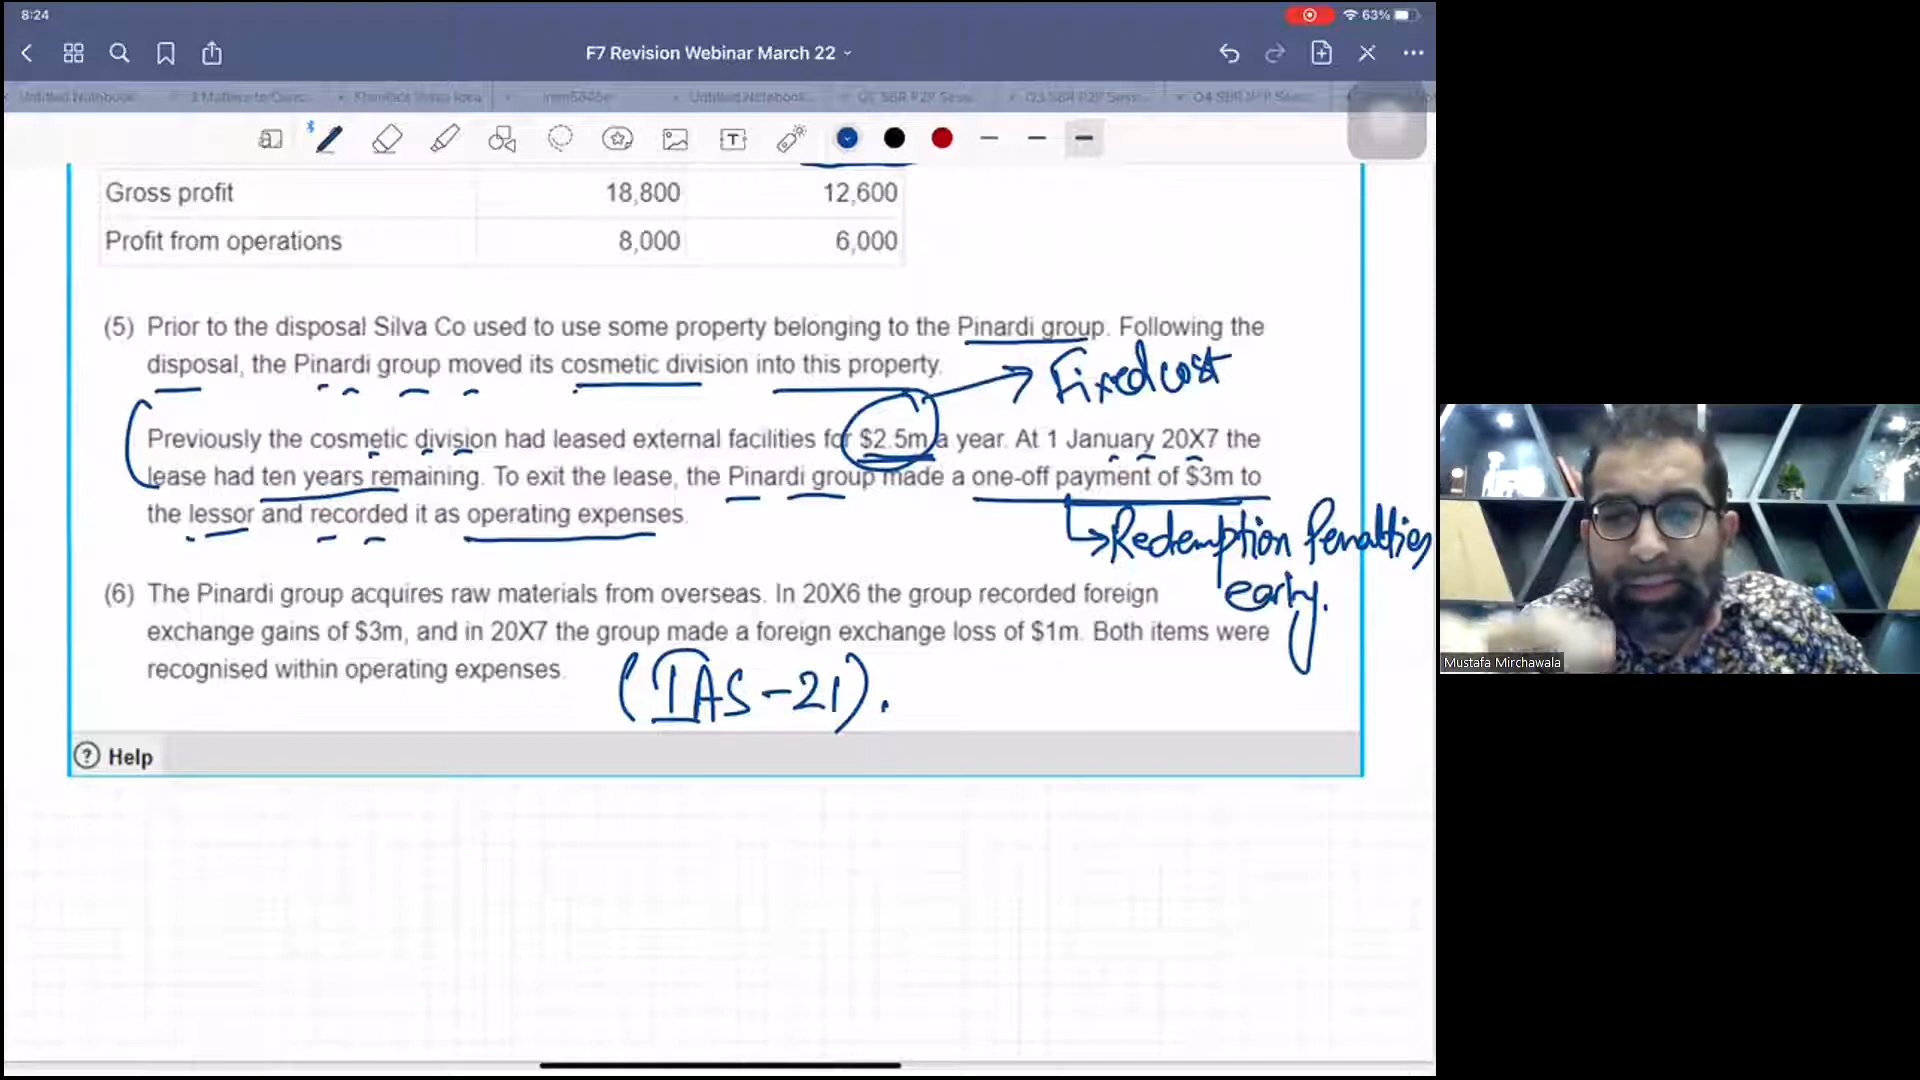 8:24
63%
F7 Revision Webinar March 22
Untitled Notebook
Untitled Notebook...
T
Gross profit 18,800 12,600
Profit from operations 8,000 6,000
(5) Prior to the disposal Silva Co used to use some property belonging to the Pinardi group. Following the
disposal, the Pinardi group moved its cosmetic division into this property.
Fixed cost
Previously the cosmetic division had leased external facilities for $2.5m a year. At 1 January 20X7 the
lease had ten years remaining. To exit the lease, the Pinardi group made a one-off payment of $3m to
the lessor and recorded it as operating expenses.
Redemption Penalties
early.
(6) The Pinardi group acquires raw materials from overseas. In 20X6 the group recorded foreign
exchange gains of $3m, and in 20X7 the group made a foreign exchange loss of $1m. Both items were
recognised within operating expenses.
(IAS-21).
? Help
Mustafa Mirchawala